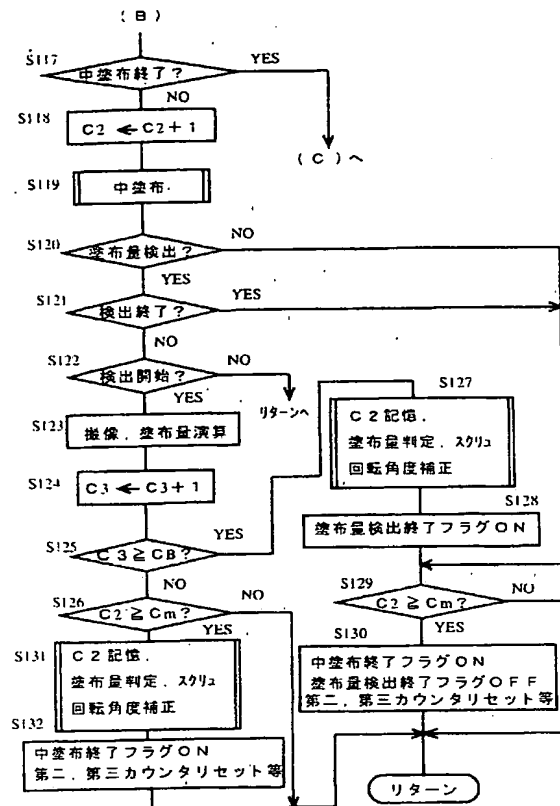 (B)
S117
中塗布終了?
YES
NO
S118
C2 ← C2+1
(C)へ
S119
中塗布.
S120
塗布量検出?
NO
YES
S121
検出終了?
YES
NO
S122
検出開始?
NO
YES
リターンへ
S123
撮像、塗布量演算
S124
C3 ← C3+1
S125
C3≧CB?
YES
NO
S126
C2≧Cm?
NO
YES
S131
C2記憶、
塗布量判定、スクリュ
回転角度補正
S132
中塗布終了フラグON
第二、第三カウンタリセット等
S127
C2記憶、
塗布量判定、スクリュ
回転角度補正
S128
塗布量検出終了フラグON
S129
C2≧Cm?
NO
YES
S130
中塗布終了フラグON
塗布量検出終了フラグOFF
第二、第三カウンタリセット等
リターン